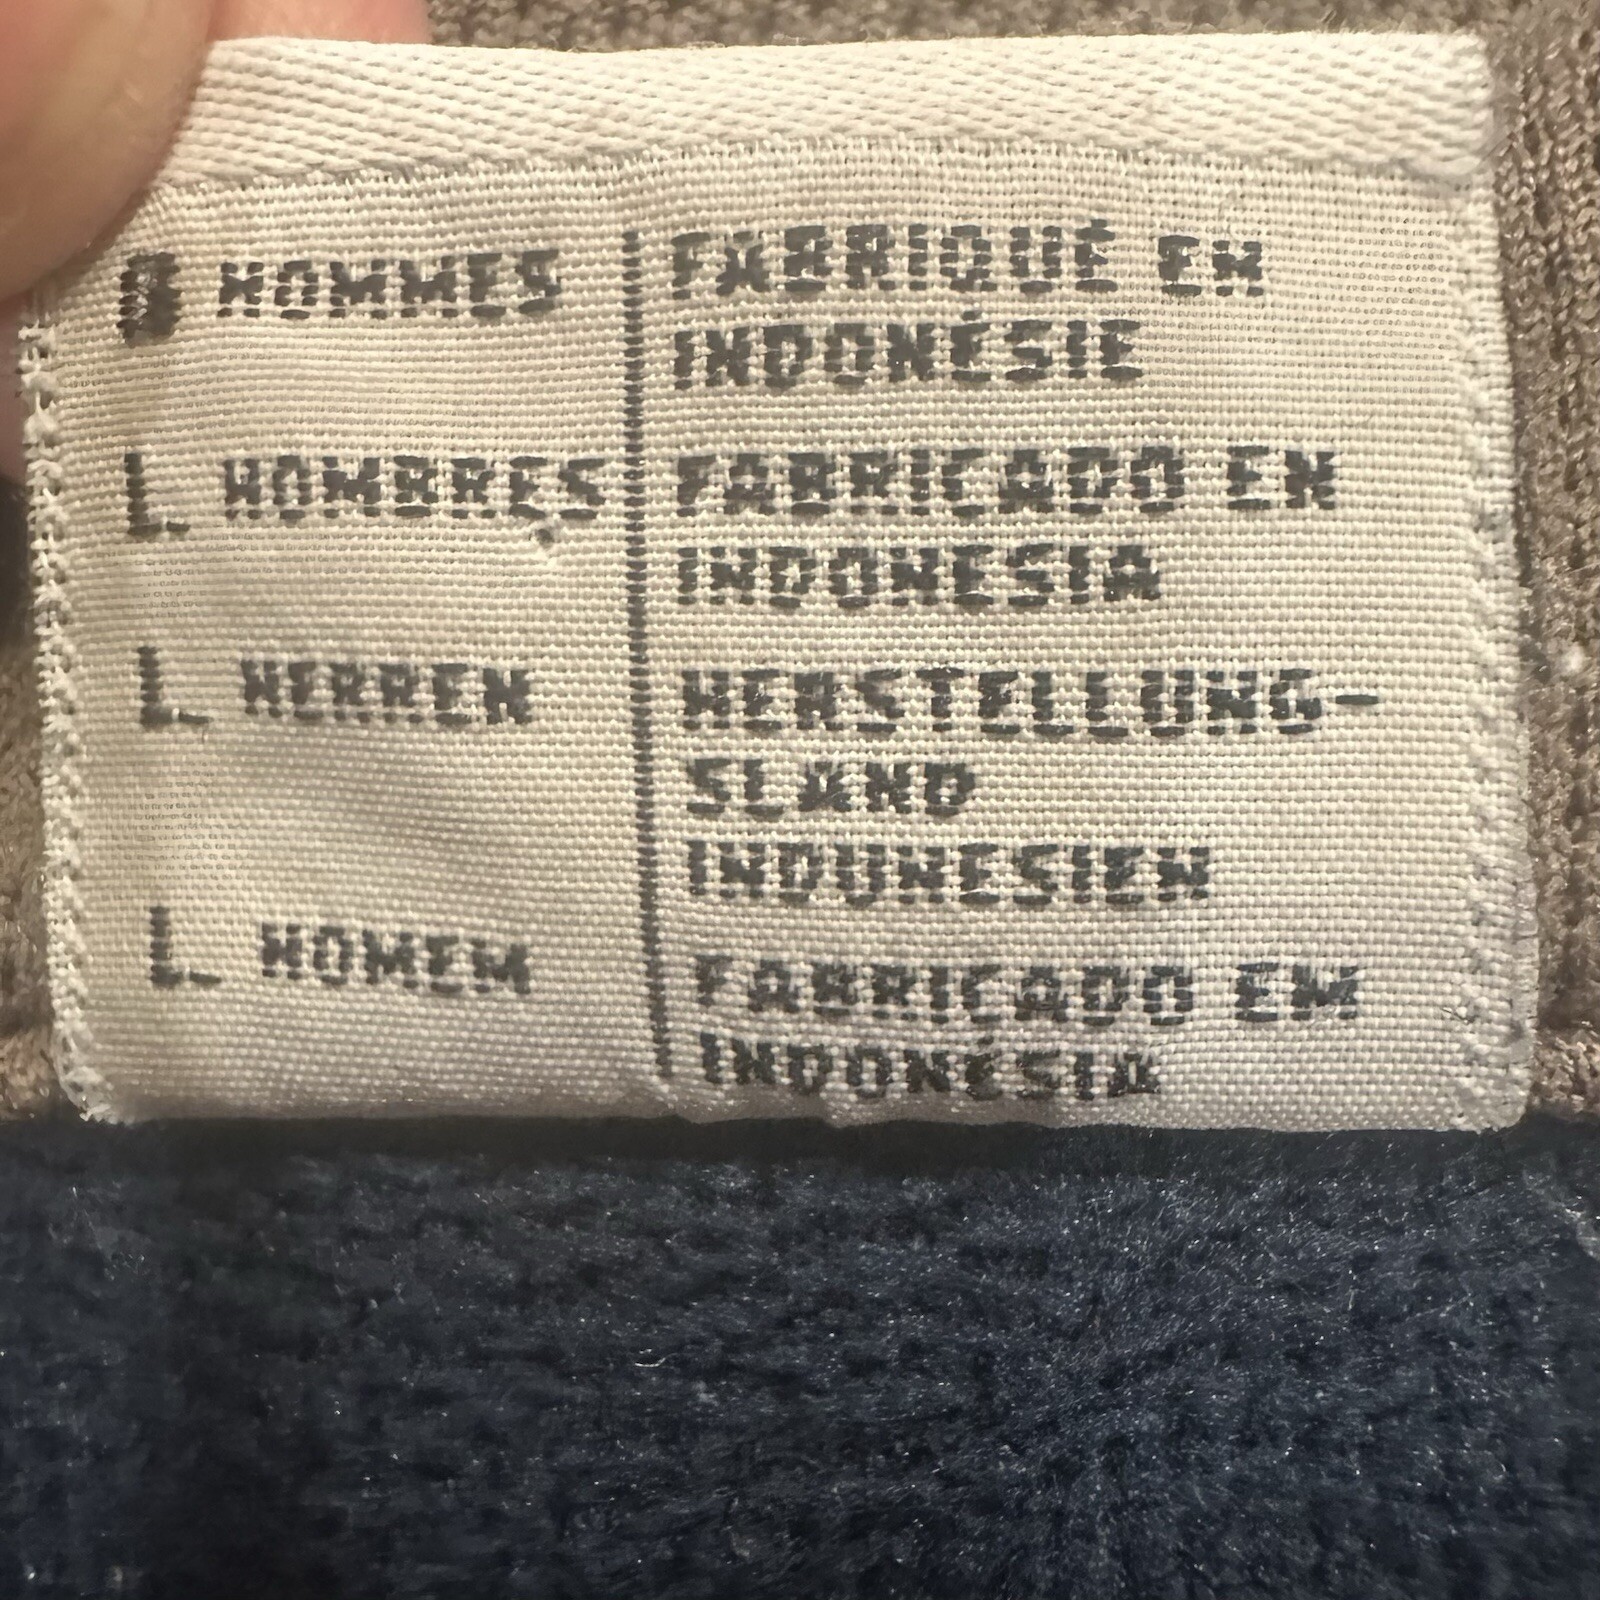 HOMMES
FABRIQUÉ EN
INDONÉSIE
L HOMBRES
FABRICADO EN
INDONESIA
L HERREN
HERSTELLUNG-
SLAND
INDUNESIEN
L HOMEM
FABRICADO EM
INDONÉSIA